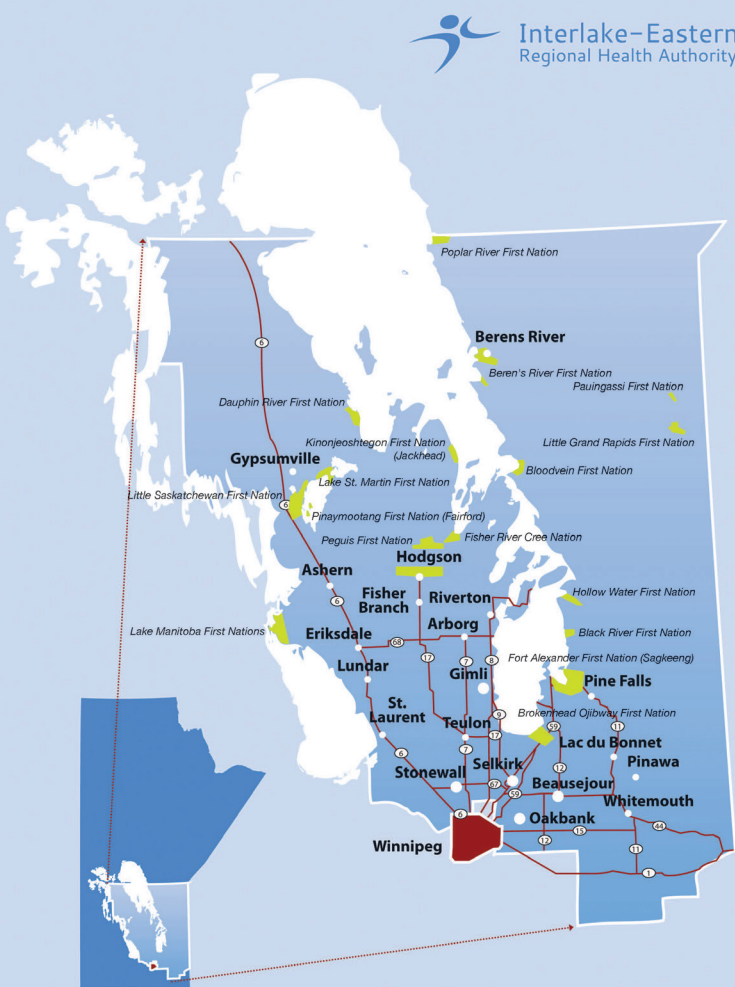 Interlake-Eastern
Regional Health Authority
Poplar River First Nation
Berens River
6
Beren's River First Nation
Pauingassi First Nation
Dauphin River First Nation
Kinonjeoshtegon First Nation
(Jackhead)
Little Grand Rapids First Nation
Gypsumville
Bloodvein First Nation
Lake St. Martin First Nation
Little Saskatchewan First Nation
6
Pinaymootang First Nation (Fairford)
Peguis First Nation
Fisher River Cree Nation
Hodgson
Ashern
Fisher
Branch
Riverton
Hollow Water First Nation
6
Arborg
Lake Manitoba First Nations
Black River First Nation
Eriksdale
68
17
7
8
Fort Alexander First Nation (Sagkeeng)
Lundar
Gimli
Pine Falls
St.
Laurent
9
Brokenhead Ojibway First Nation
Teulon
17
59
11
7
Lac du Bonnet
6
Selkirk
12
Pinawa
Stonewall
67
59
Beausejour
Whitemouth
6
Oakbank
44
15
Winnipeg
12
11
1